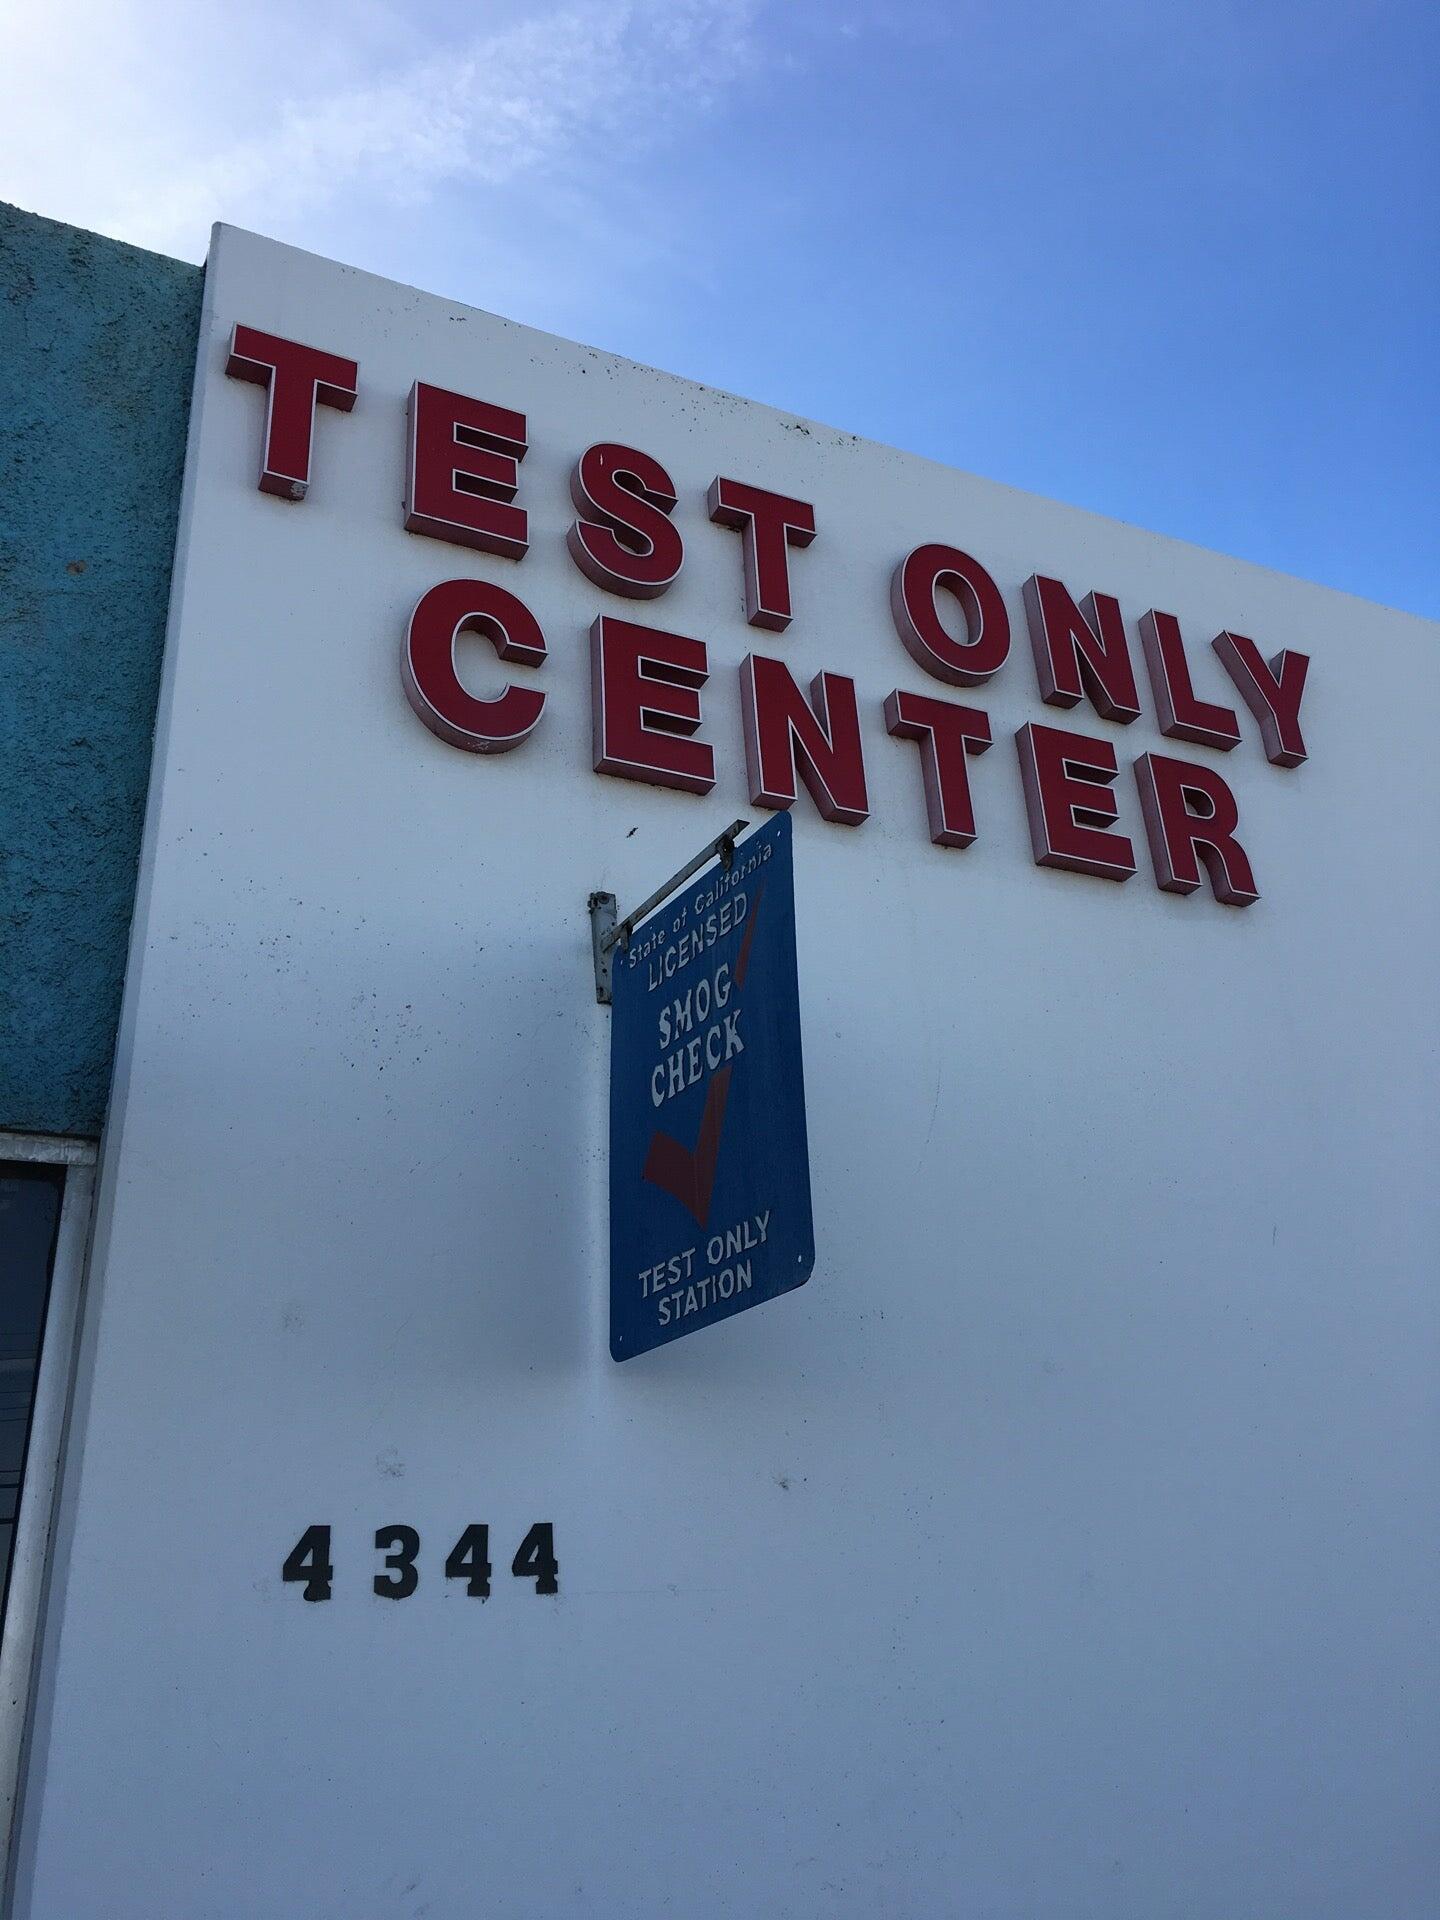 TEST ONLY
CENTER
State of California
LICENSED
SMOG
CHECK
TEST ONLY
STATION
4344